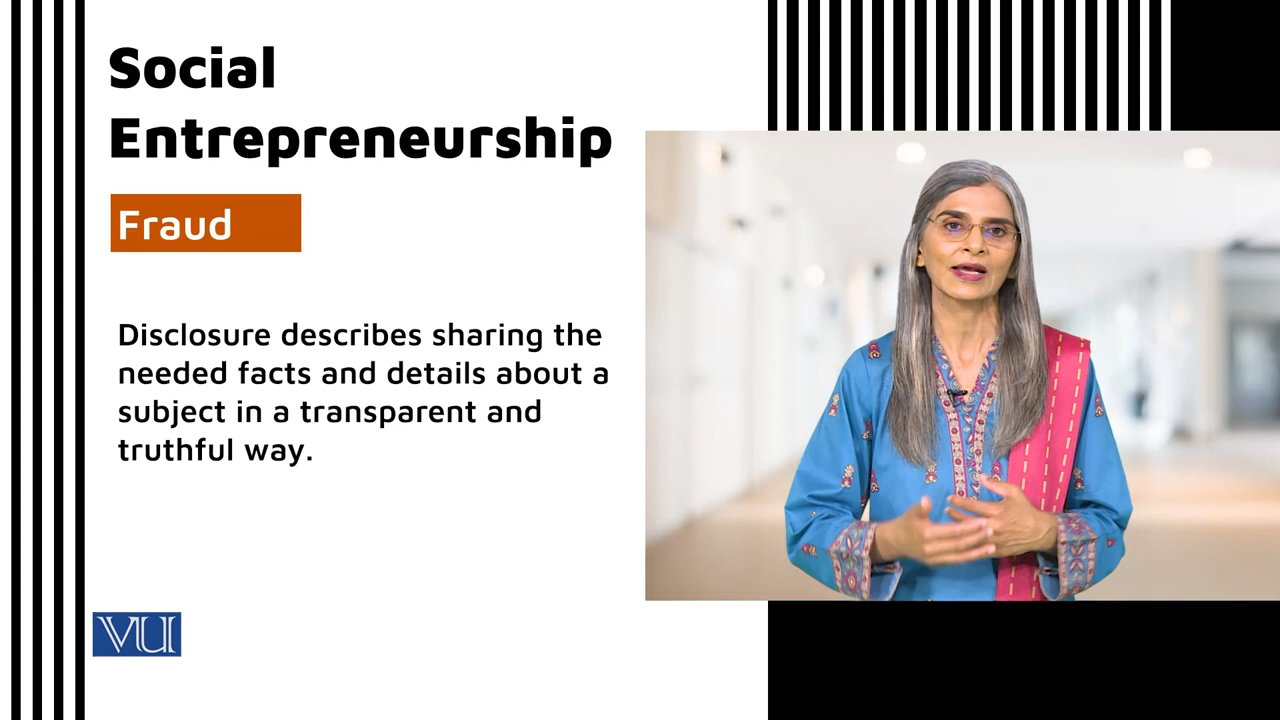 Social
Entrepreneurship
Fraud
Disclosure describes sharing the
needed facts and details about a
subject in a transparent and
truthful way.
VU